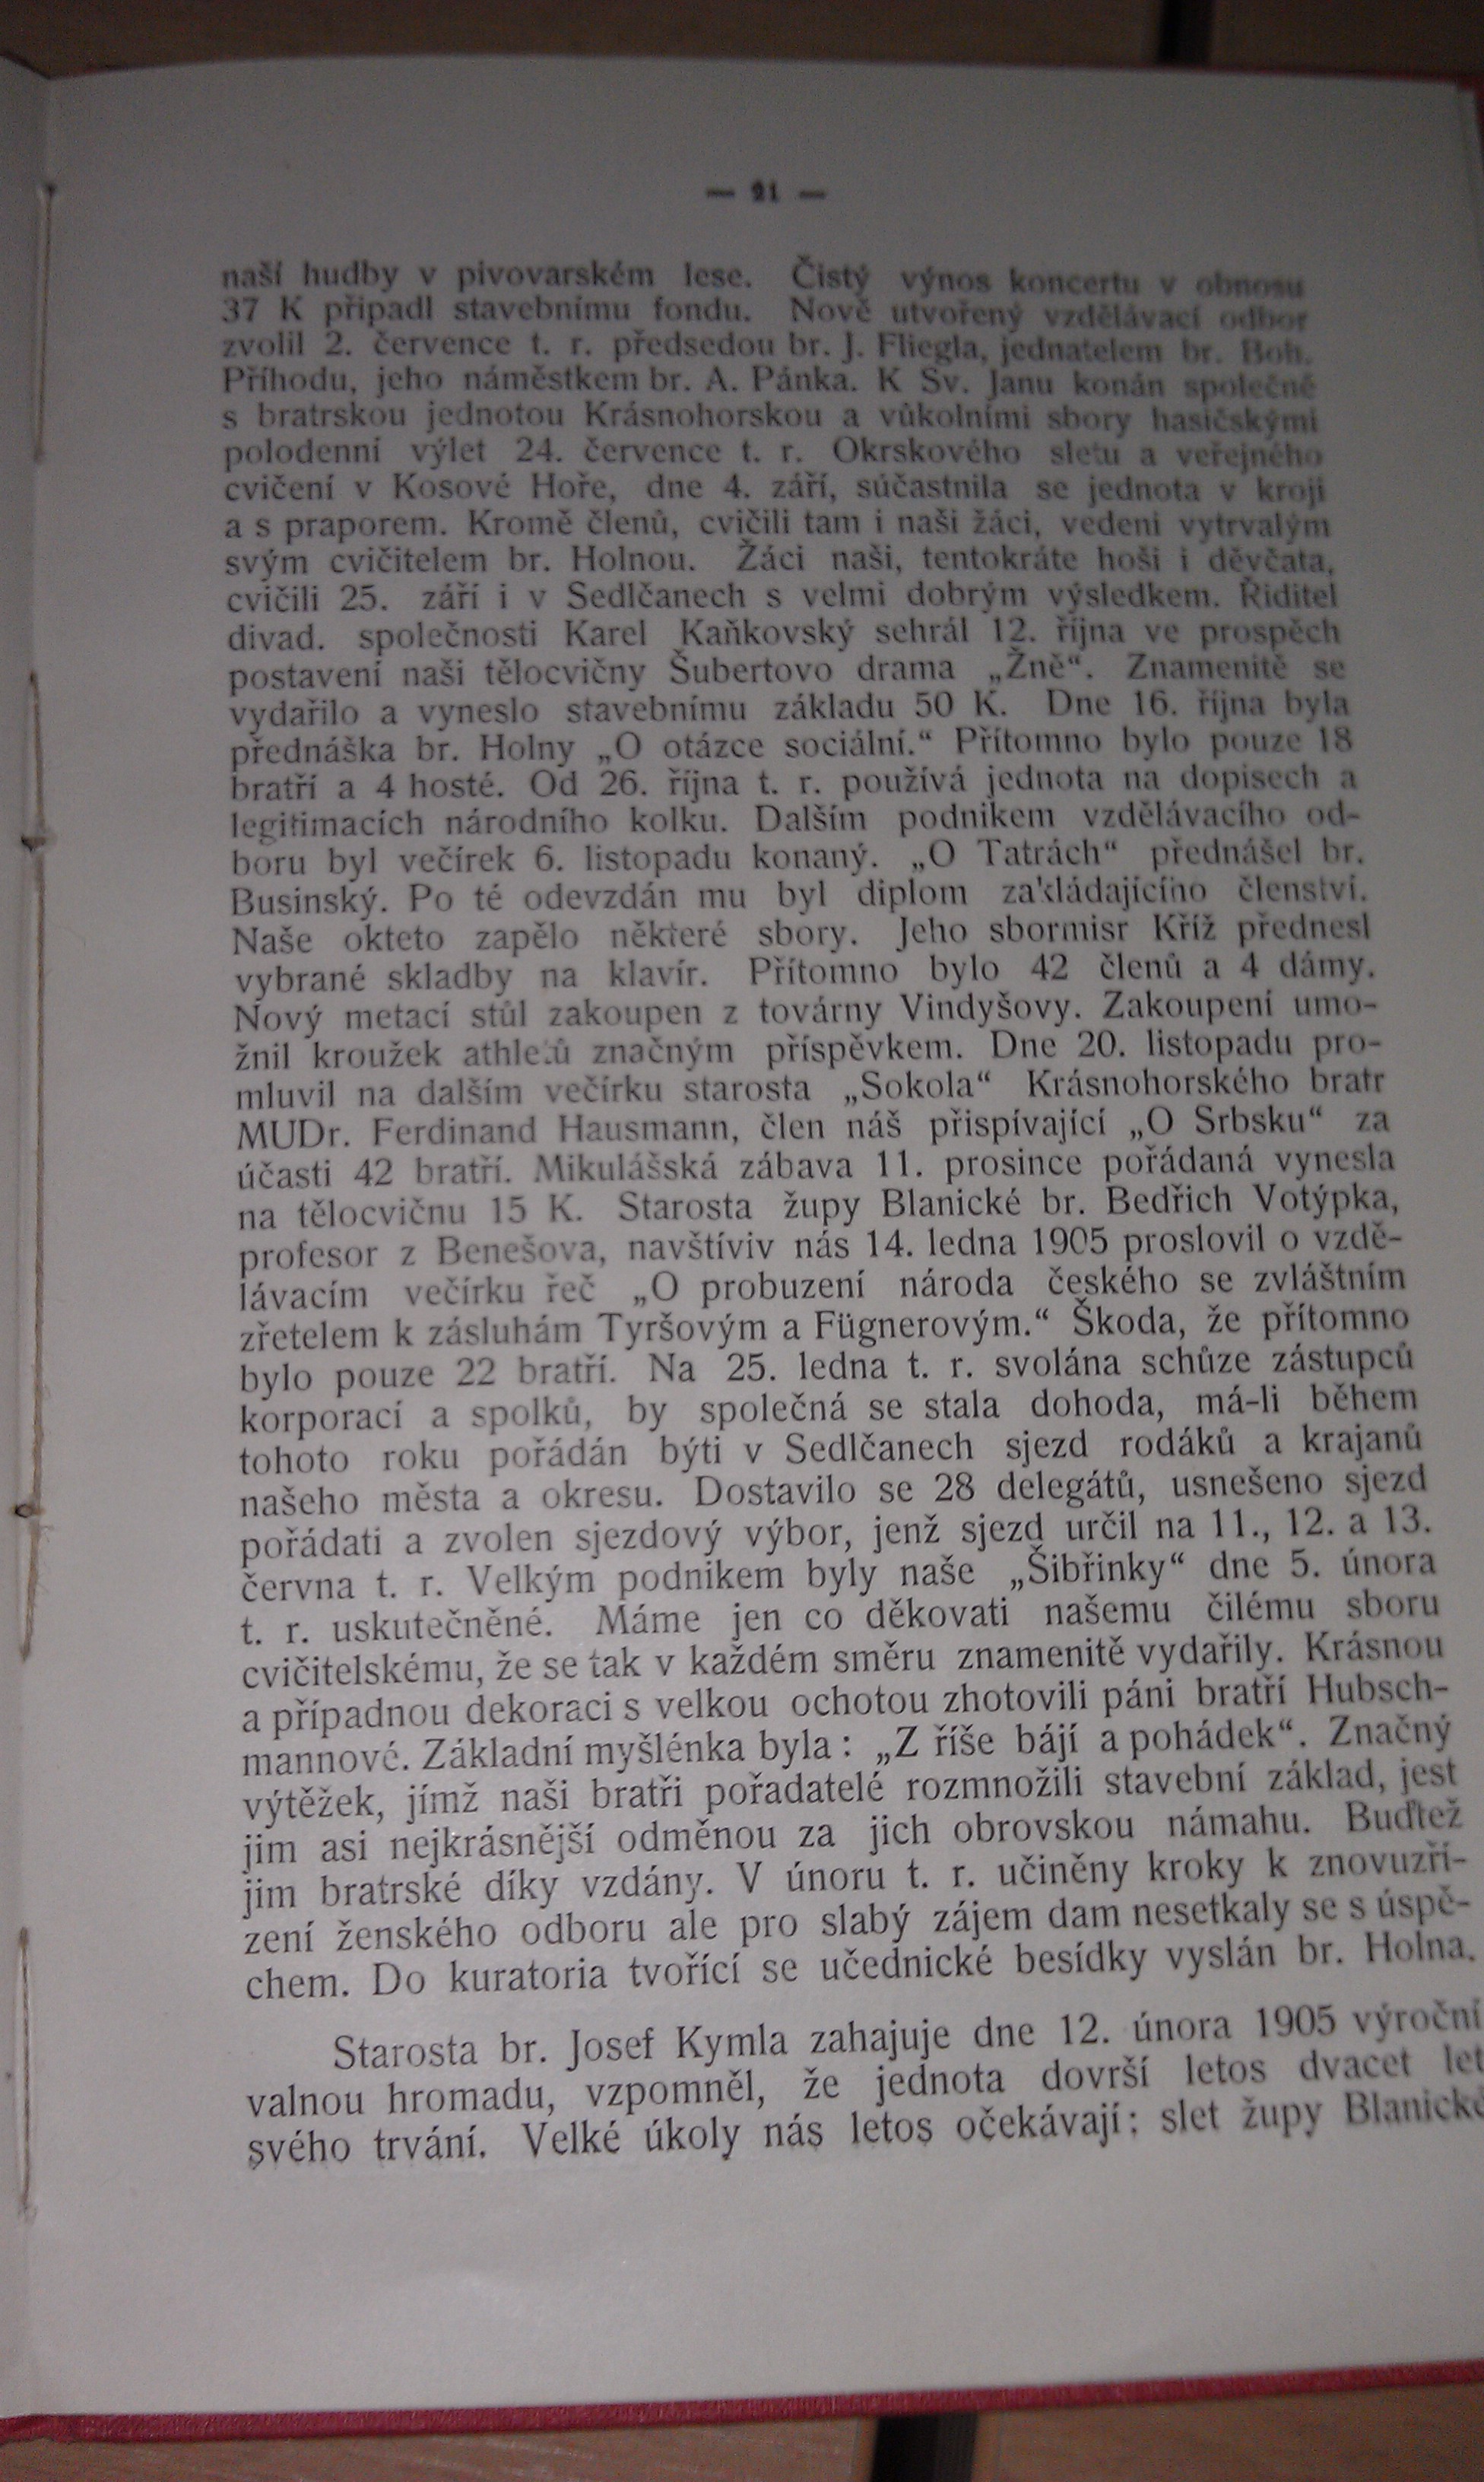 — 21 —
naší hudby v pivovarském lese. Čistý výnos koncertu v obnosu
37 K připadl stavebnímu fondu. Nově utvořený vzdělávací odbor
zvolil 2. července t. r. předsedou br. J. Fliegla, jednatelem br. Boh.
Příhodu, jeho náměstkem br. A. Pánka. K Sv. Janu konán společně
s bratrskou jednotou Krásnohorskou a vůkolními sbory hasičskými
polodenní výlet 24. července t. r. Okrskového sletu a veřejného
cvičení v Kosové Hoře, dne 4. září, súčastnila se jednota v kroji
a s praporem. Kromě členů, cvičili tam i naši žáci, vedeni vytrvalým
svým cvičitelem br. Holnou. Žáci naši, tentokráte hoši i děvčata,
cvičili 25. září i v Sedlčanech s velmi dobrým výsledkem. Ředitel
divad. společnosti Karel Kaňkovský sehrál 12. října ve prospěch
postavení naši tělocvičny Šubertovo drama „Žně“. Znamenitě se
vydařilo a vyneslo stavebnímu základu 50 K. Dne 16. října byla
přednáška br. Holny „O otázce sociální.“ Přítomno bylo pouze 18
bratří a 4 hosté. Od 26. října t. r. používá jednota na dopisech a
legitimacích národního kolku. Dalším podnikem vzdělávacího od-
boru byl večírek 6. listopadu konaný. „O Tatrách“ přednášel br.
Businský. Po té odevzdán mu byl diplom zakládajícího členství.
Naše okteto zapělo některé sbory. Jeho sbormisr Kříž přednesl
vybrané skladby na klavír. Přítomno bylo 42 členů a 4 dámy.
Nový metací stůl zakoupen z továrny Vindyšovy. Zakoupení umo-
žnil kroužek athletů značným příspěvkem. Dne 20. listopadu pro-
mluvil na dalším večírku starosta „Sokola“ Krásnohorského bratr
MUDr. Ferdinand Hausmann, člen náš přispívající „O Srbsku“ za
účasti 42 bratří. Mikulášská zábava 11. prosince pořádaná vynesla
na tělocvičnu 15 K. Starosta župy Blanické br. Bedřich Votýpka,
profesor z Benešova, navštíviv nás 14. ledna 1905 proslovil o vzdě-
lávacím večírku řeč „O probuzení národa českého se zvláštním
zřetelem k zásluhám Tyršovým a Fügnerovým.“ Škoda, že přítomno
bylo pouze 22 bratří. Na 25. ledna t. r. svolána schůze zástupců
korporací a spolků, by společná se stala dohoda, má-li během
tohoto roku pořádán býti v Sedlčanech sjezd rodáků a krajanů
našeho města a okresu. Dostavilo se 28 delegátů, usnešeno sjezd
pořádati a zvolen sjezdový výbor, jenž sjezd určil na 11., 12. a 13.
června t. r. Velkým podnikem byly naše „Šibřinky“ dne 5. února
t. r. uskutečněné. Máme jen co děkovati našemu čilému sboru
cvičitelskému, že se tak v každém směru znamenitě vydařily. Krásnou
a případnou dekoraci s velkou ochotou zhotovili páni bratří Hubsch-
mannové. Základní myšlénka byla: „Z říše bájí a pohádek“. Značný
výtěžek, jímž naši bratři pořadatelé rozmnožili stavební základ, jest
jim asi nejkrásnější odměnou za jich obrovskou námahu. Buďtež
jim bratrské díky vzdány. V únoru t. r. učiněny kroky k znovuzří-
zení ženského odboru ale pro slabý zájem dam nesetkaly se s úspě-
chem. Do kuratoria tvořící se učednické besídky vyslán br. Holna.
Starosta br. Josef Kymla zahajuje dne 12. února 1905 výroční
valnou hromadu, vzpomněl, že jednota dovrší letos dvacet let
svého trvání. Velké úkoly nás letos očekávají: slet župy Blanické